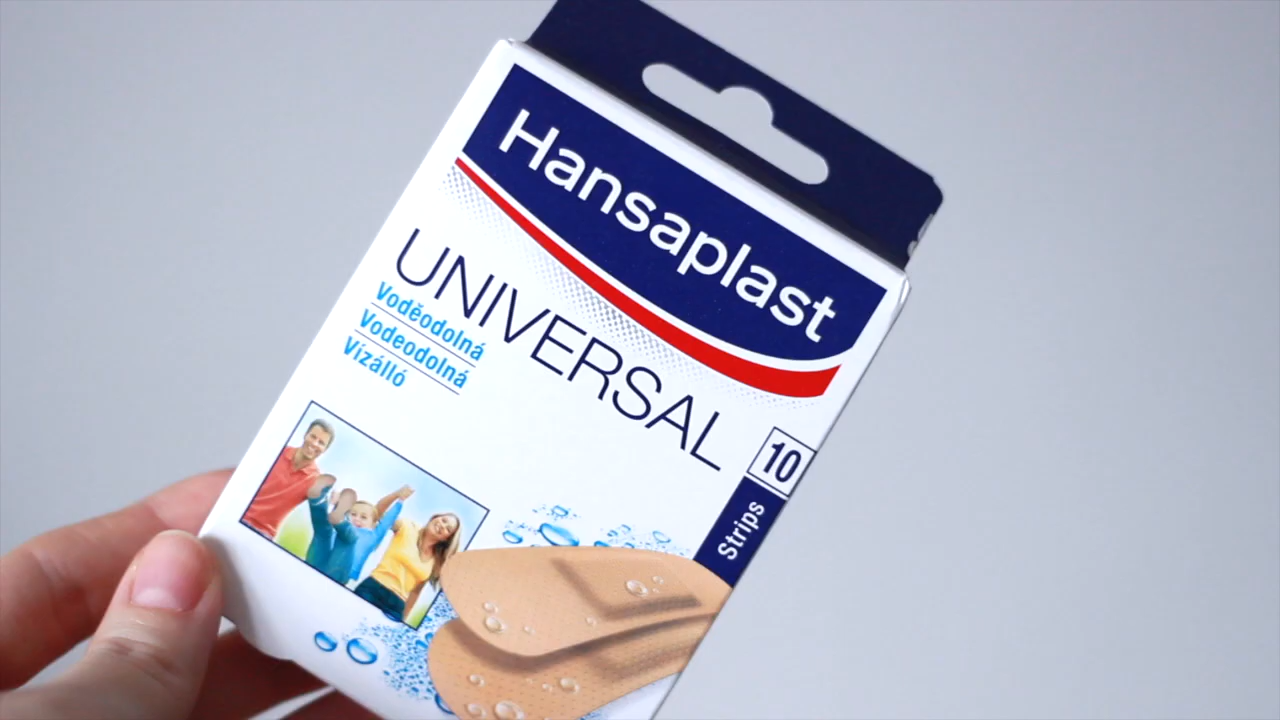 Hansaplast
UNIVERSAL
Voděodolná
Vodeodolná
Vízálló
10
Strips